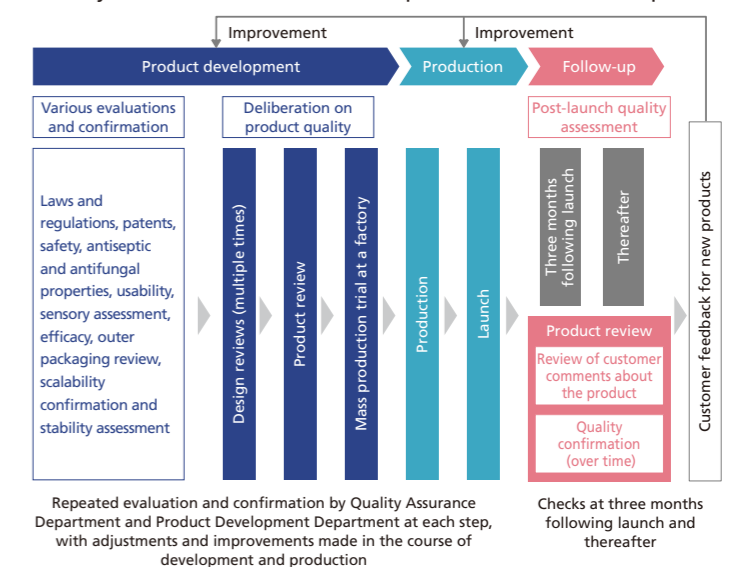 Improvement
Improvement
Product development
Production
Follow-up
Various evaluations
and confirmation
Deliberation on
product quality
Post-launch quality
assessment
Laws and
regulations, patents,
safety, antiseptic
and antifungal
properties, usability,
sensory assessment,
efficacy, outer
packaging review,
scalability
confirmation and
stability assessment
Design reviews (multiple times)
Product review
Mass production trial at a factory
Production
Launch
Three months
following launch
Thereafter
Product review
Review of customer
comments about
the product
Quality
confirmation
(over time)
Customer feedback for new products
Repeated evaluation and confirmation by Quality Assurance
Department and Product Development Department at each step,
with adjustments and improvements made in the course of
development and production
Checks at three months
following launch and
thereafter